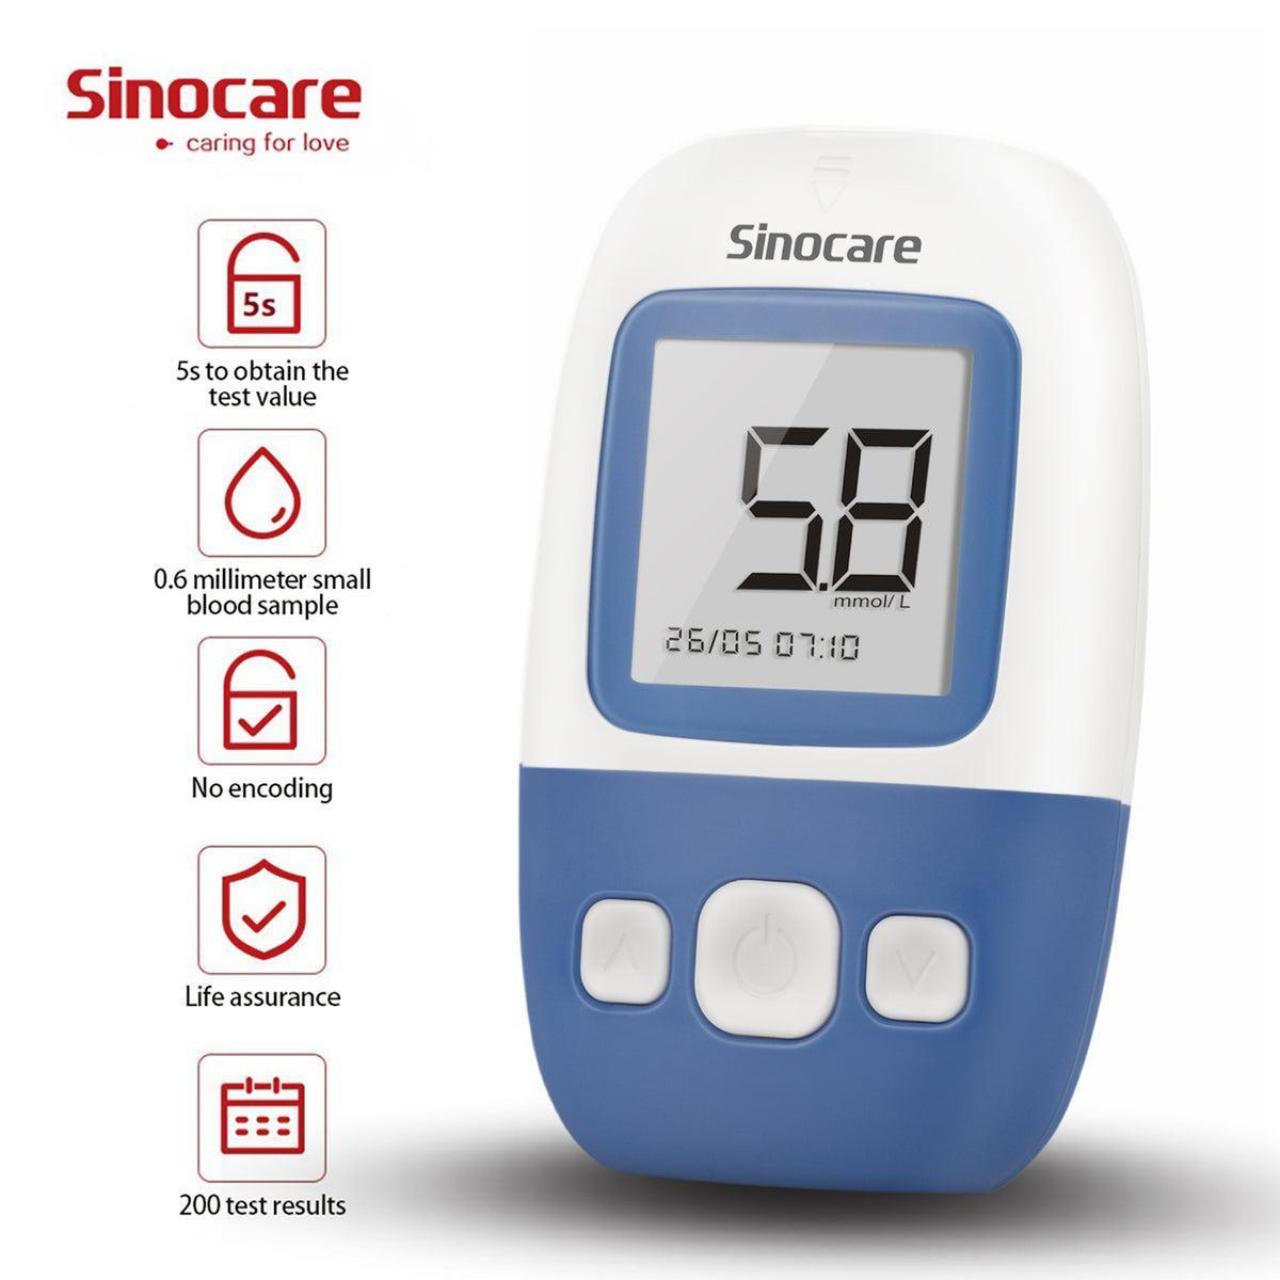 Sinocare
caring for love
5s
5s to obtain the
test value
0.6 millimeter small
blood sample
No encoding
Life assurance
200 test results
Sinocare
5.8
mmol/L
26/05 07:10